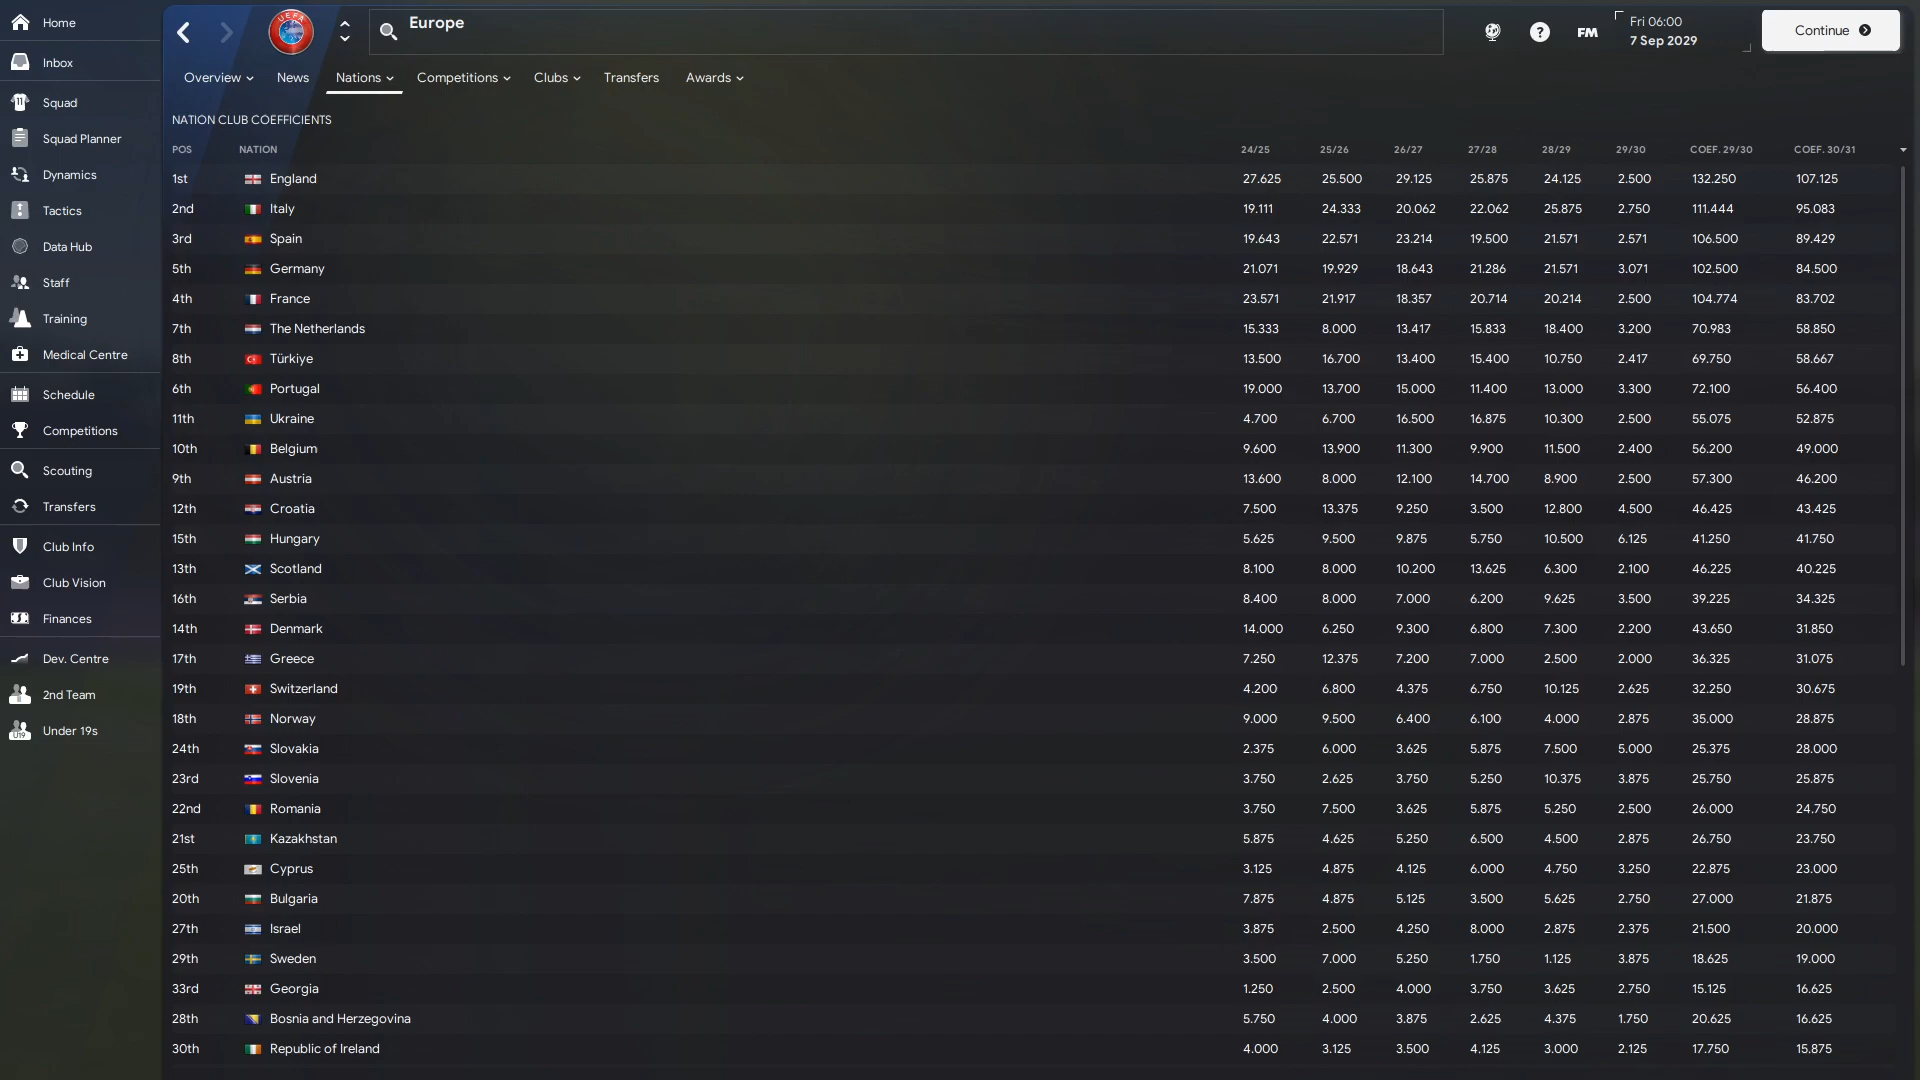 Home
Inbox
Squad
Squad Planner
Dynamics
Tactics
Data Hub
Staff
Training
Medical Centre
Schedule
Competitions
Scouting
Transfers
Club Info
Club Vision
Finances
Dev. Centre
2nd Team
Under 19s
Europe
FM
Fri 06:00
7 Sep 2029
Continue
Overview News Nations Competitions Clubs Transfers Awards
NATION CLUB COEFFICIENTS
POS NATION 24/25 25/26 26/27 27/28 28/29 29/30 COEF. 29/30 COEF. 30/31
1st England 27.625 25.500 29.125 25.875 24.125 2.500 132.250 107.125
2nd Italy 19.111 24.333 20.062 22.062 25.875 2.750 111.444 95.083
3rd Spain 19.643 22.571 23.214 19.500 21.571 2.571 106.500 89.429
5th Germany 21.071 19.929 18.643 21.286 21.571 3.071 102.500 84.500
4th France 23.571 21.917 18.357 20.714 20.214 2.500 104.774 83.702
7th The Netherlands 15.333 8.000 13.417 15.833 18.400 3.200 70.983 58.850
8th Türkiye 13.500 16.700 13.400 15.400 10.750 2.417 69.750 58.667
6th Portugal 19.000 13.700 15.000 11.400 13.000 3.300 72.100 56.400
11th Ukraine 4.700 6.700 16.500 16.875 10.300 2.500 55.075 52.875
10th Belgium 9.600 13.900 11.300 9.900 11.500 2.400 56.200 49.000
9th Austria 13.600 8.000 12.100 14.700 8.900 2.500 57.300 46.200
12th Croatia 7.500 13.375 9.250 3.500 12.800 4.500 46.425 43.425
15th Hungary 5.625 9.500 9.875 5.750 10.500 6.125 41.250 41.750
13th Scotland 8.100 8.000 10.200 13.625 6.300 2.100 46.225 40.225
16th Serbia 8.400 8.000 7.000 6.200 9.625 3.500 39.225 34.325
14th Denmark 14.000 6.250 9.300 6.800 7.300 2.200 43.650 31.850
17th Greece 7.250 12.375 7.200 7.000 2.500 2.000 36.325 31.075
19th Switzerland 4.200 6.800 4.375 6.750 10.125 2.625 32.250 30.675
18th Norway 9.000 9.500 6.400 6.100 4.000 2.875 35.000 28.875
24th Slovakia 2.375 6.000 3.625 5.875 7.500 5.000 25.375 28.000
23rd Slovenia 3.750 2.625 3.750 5.250 10.375 3.875 25.750 25.875
22nd Romania 3.750 7.500 3.625 5.875 5.250 2.500 26.000 24.750
21st Kazakhstan 5.875 4.625 5.250 6.500 4.500 2.875 26.750 23.750
25th Cyprus 3.125 4.875 4.125 6.000 4.750 3.250 22.875 23.000
20th Bulgaria 7.875 4.875 5.125 3.500 5.625 2.750 27.000 21.875
27th Israel 3.875 2.500 4.250 8.000 2.875 2.375 21.500 20.000
29th Sweden 3.500 7.000 5.250 1.750 1.125 3.875 18.625 19.000
33rd Georgia 1.250 2.500 4.000 3.750 3.625 2.750 15.125 16.625
28th Bosnia and Herzegovina 5.750 4.000 3.875 2.625 4.375 1.750 20.625 16.625
30th Republic of Ireland 4.000 3.125 3.500 4.125 3.000 2.125 17.750 15.875